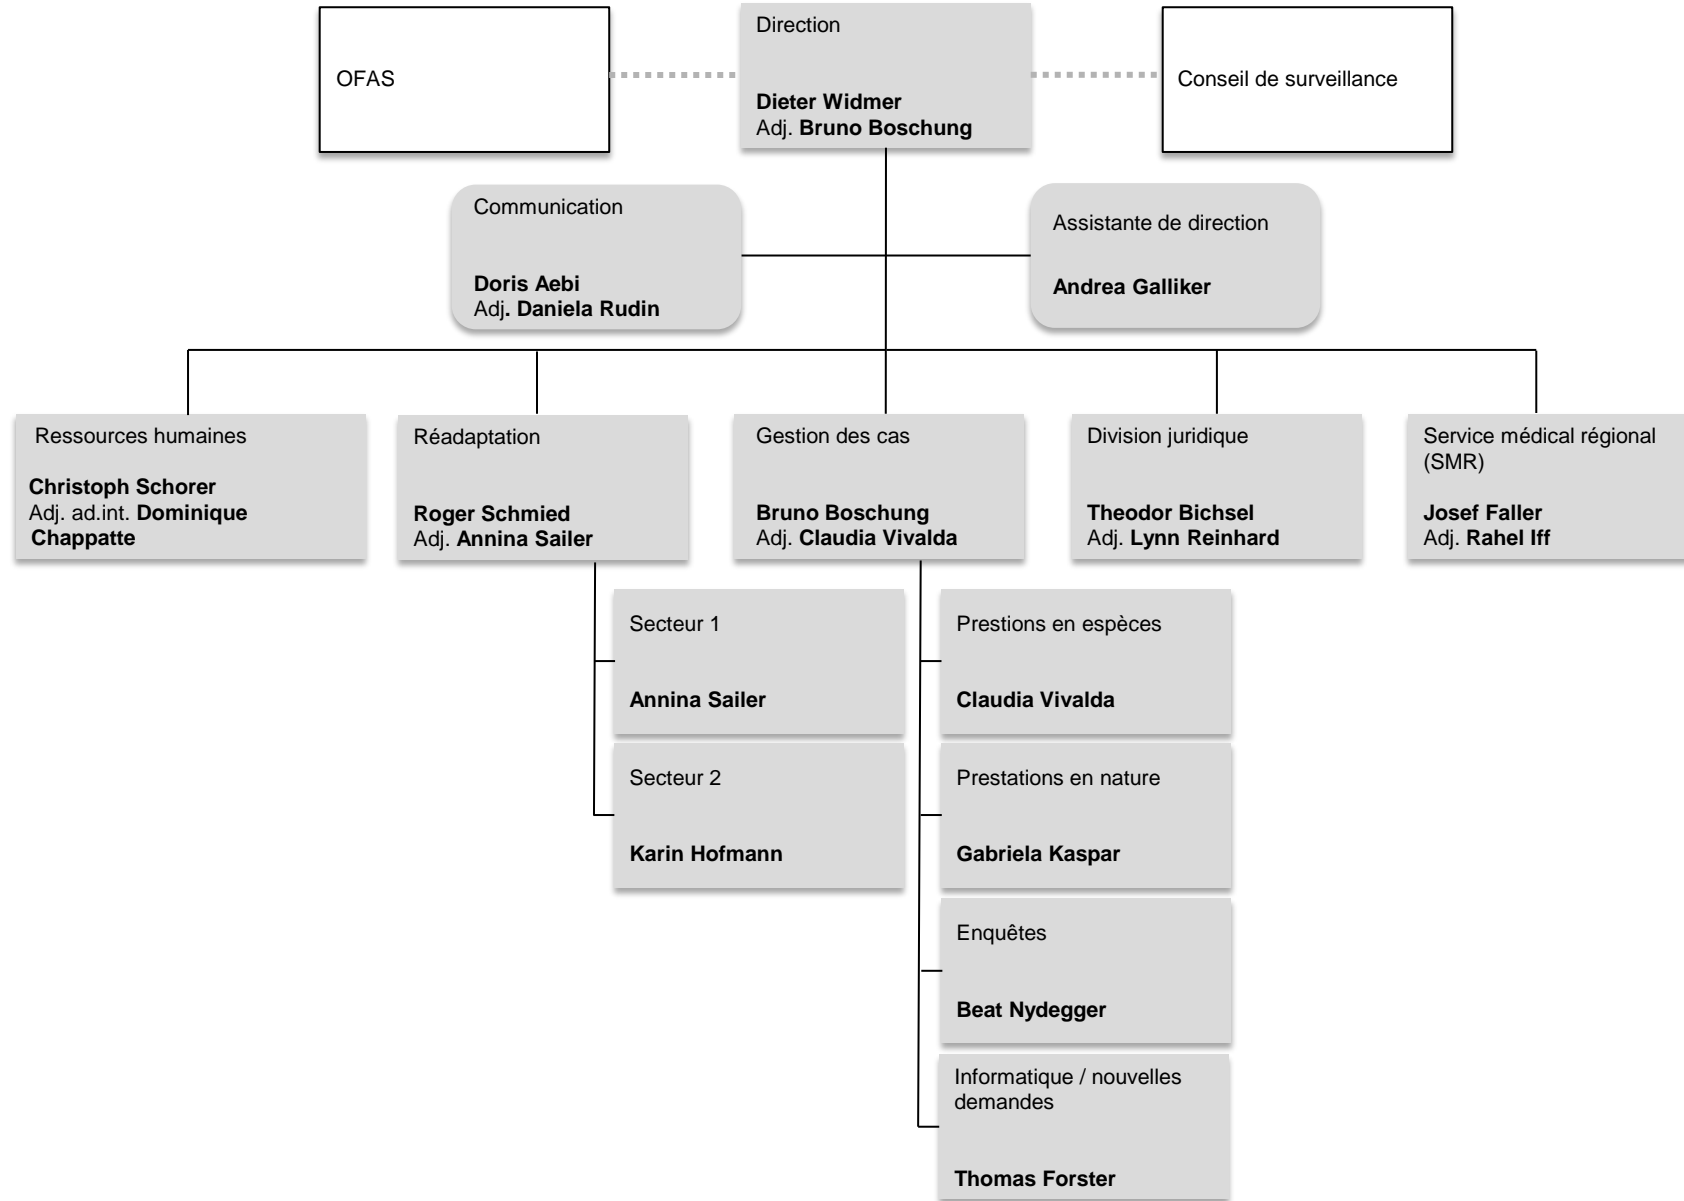 Direction
Dieter Widmer
Adj. Bruno Boschung
OFAS
Conseil de surveillance
Communication
Doris Aebi
Adj. Daniela Rudin
Assistante de direction
Andrea Galliker
Ressources humaines
Christoph Schorer
Adj. ad.int. Dominique
Chappatte
Réadaptation
Roger Schmied
Adj. Annina Sailer
Gestion des cas
Bruno Boschung
Adj. Claudia Vivalda
Division juridique
Theodor Bichsel
Adj. Lynn Reinhard
Service médical régional
(SMR)
Josef Faller
Adj. Rahel Iff
Secteur 1
Annina Sailer
Secteur 2
Karin Hofmann
Prestions en espèces
Claudia Vivalda
Prestations en nature
Gabriela Kaspar
Enquêtes
Beat Nydegger
Informatique / nouvelles
demandes
Thomas Forster